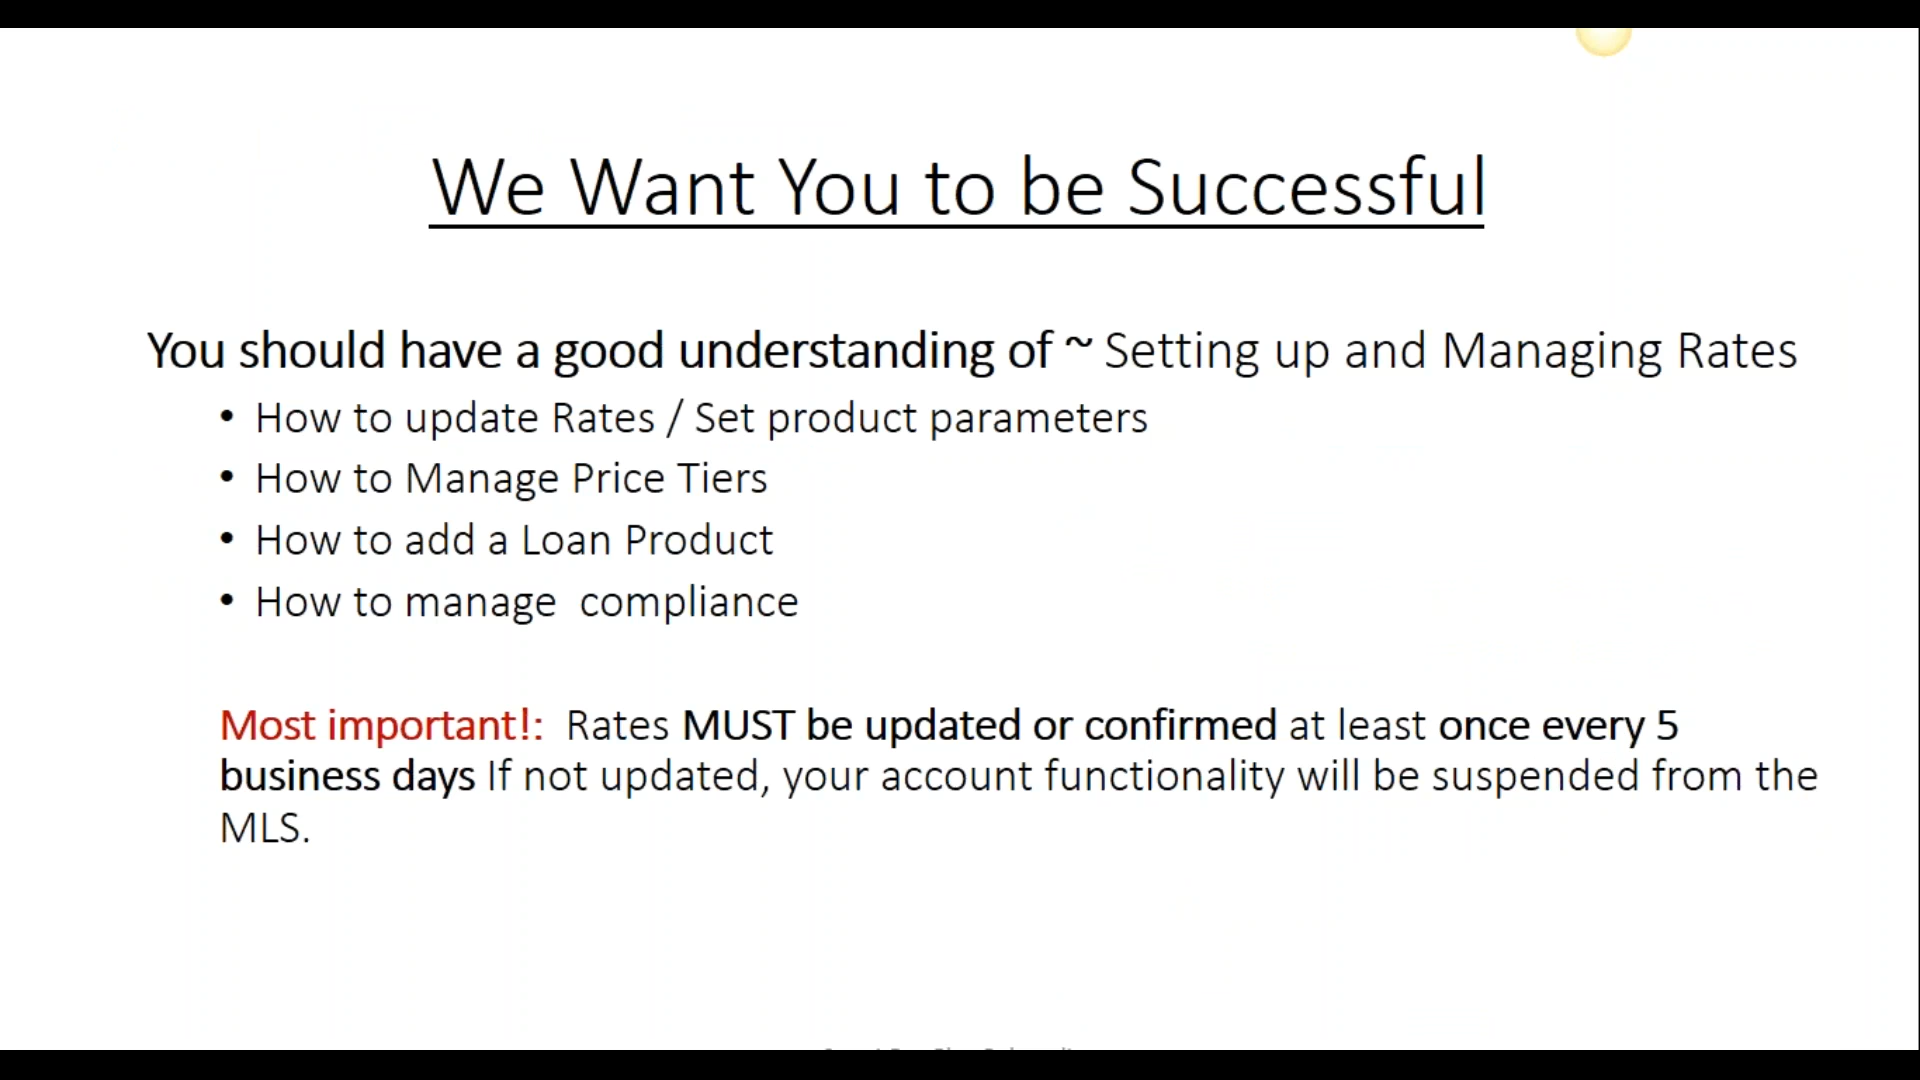 We Want You to be Successful
You should have a good understanding of ~ Setting up and Managing Rates
• How to update Rates / Set product parameters
• How to Manage Price Tiers
• How to add a Loan Product
• How to manage  compliance
Most important!:  Rates MUST be updated or confirmed at least once every 5
business days If not updated, your account functionality will be suspended from the
MLS.